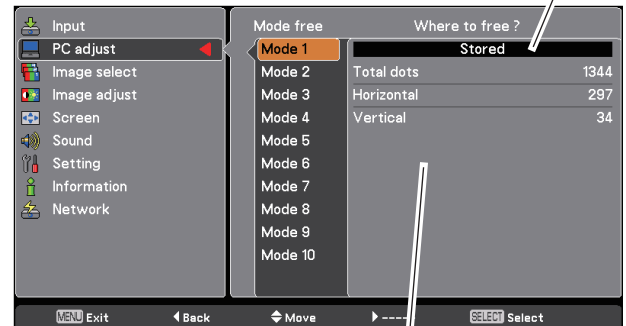 Input
PC adjust
Image select
Image adjust
Screen
Sound
Setting
Information
Network
Mode free
Mode 1
Mode 2
Mode 3
Mode 4
Mode 5
Mode 6
Mode 7
Mode 8
Mode 9
Mode 10
Where to free ?
Stored
Total dots 1344
Horizontal 297
Vertical 34
MENU Exit Back Move ---- SELECT Select